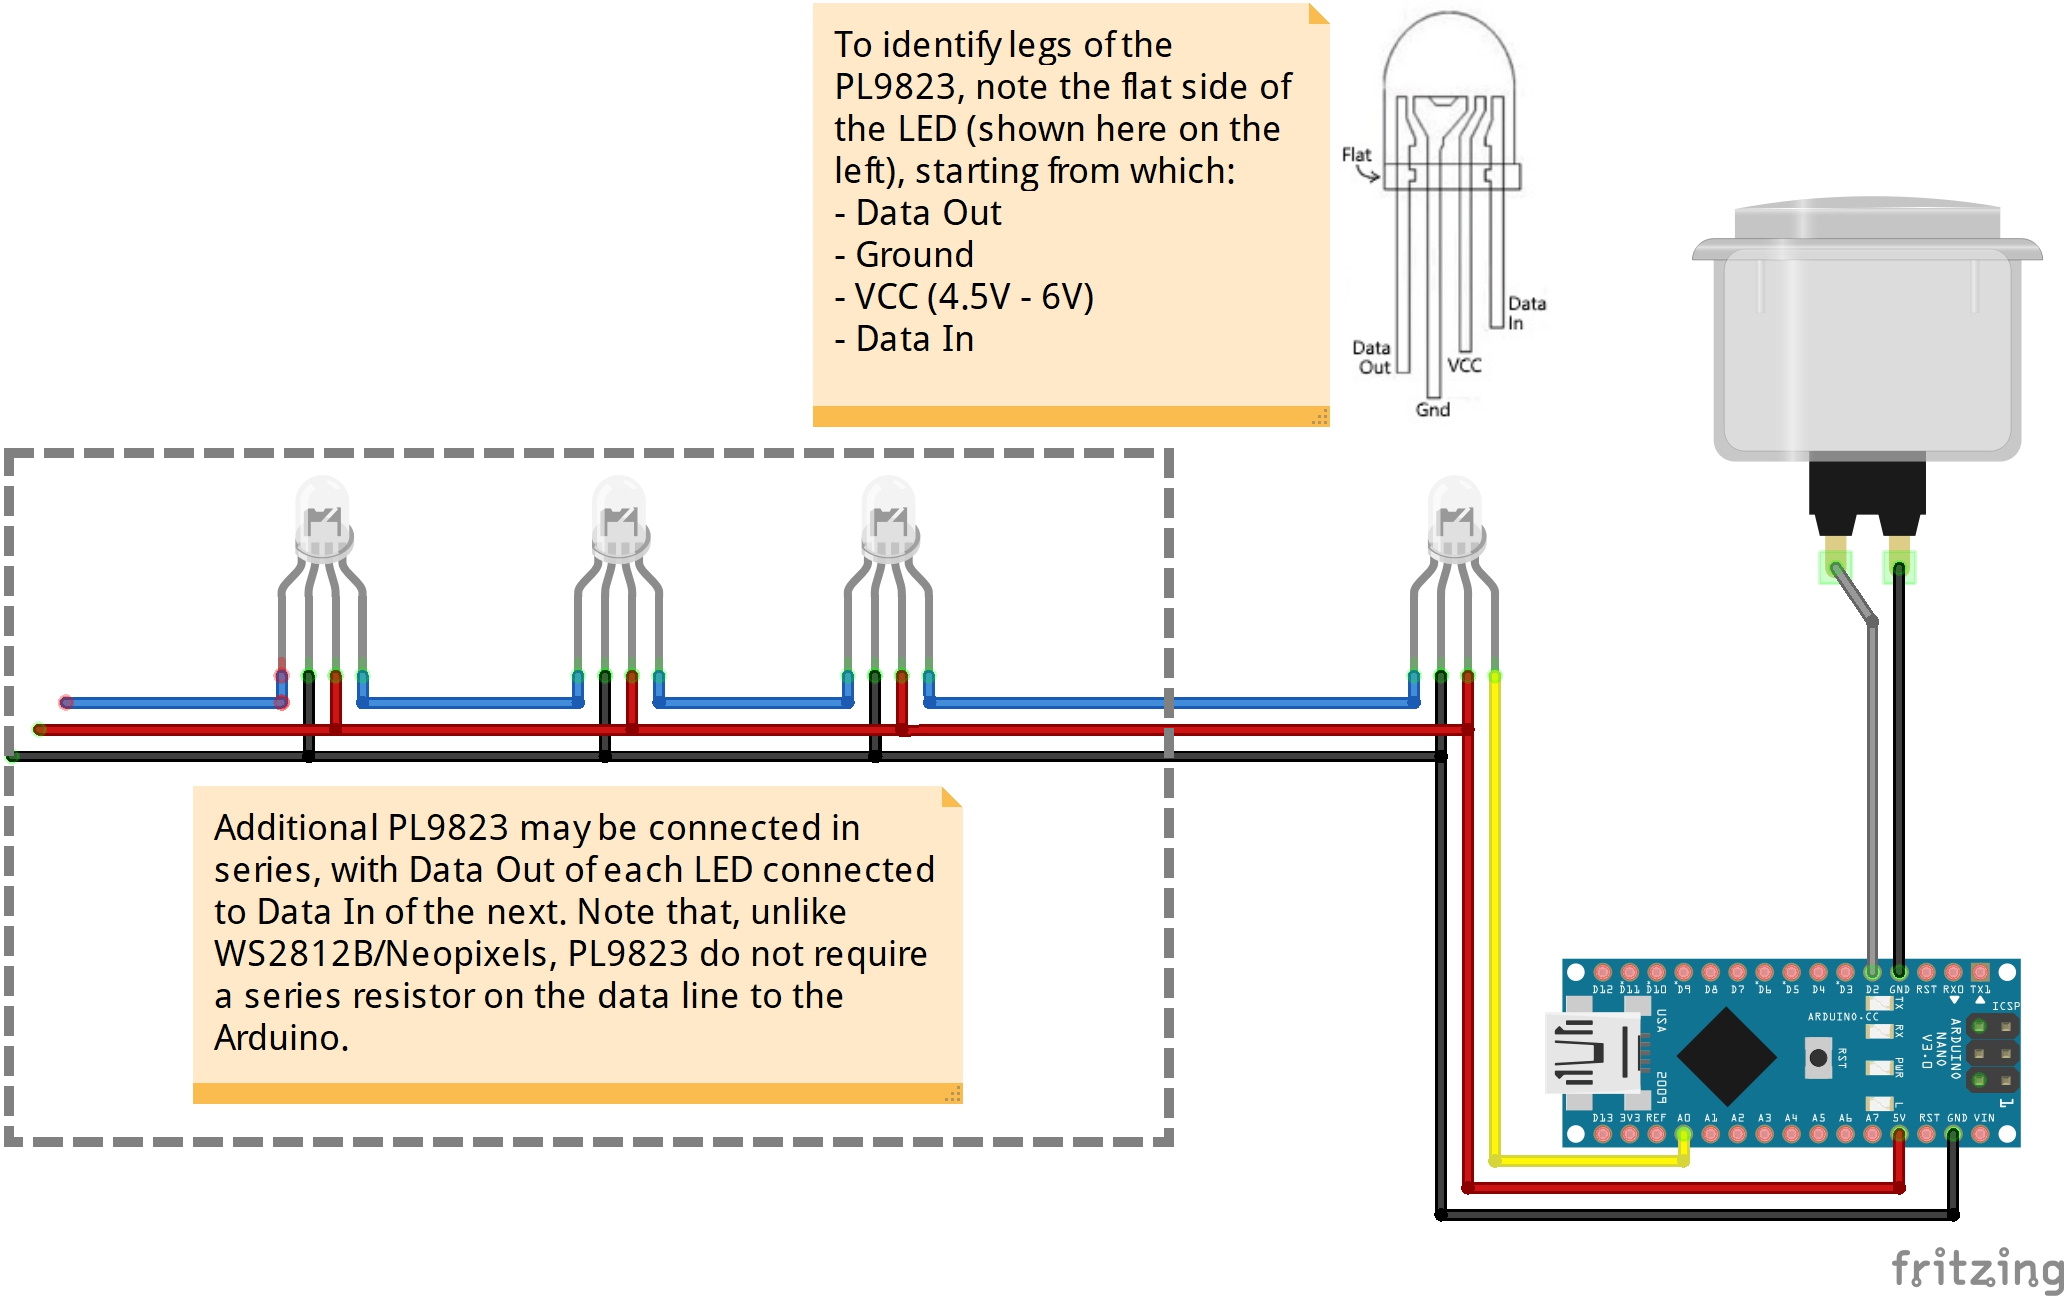 To identify legs of the
PL9823, note the flat side of
the LED (shown here on the
left), starting from which:
- Data Out
- Ground
- VCC (4.5V - 6V)
- Data In
Flat
Data
In
Data
Out
VCC
Gnd
Additional PL9823 may be connected in
series, with Data Out of each LED connected
to Data In of the next. Note that, unlike
WS2812B/Neopixels, PL9823 do not require
a series resistor on the data line to the
Arduino.
D12 D11 D10 D9 D8 D7 D6 D5 D4 D3 D2 GND RST RX0 TX1
ICSP
TX
RX
PWR
L
USA
2009
ARDUINO.CC
RST
ARDUINO
NANO
V3.0
1
D13 3V3 REF A0 A1 A2 A3 A4 A5 A6 A7 5V RST GND VIN
fritzing